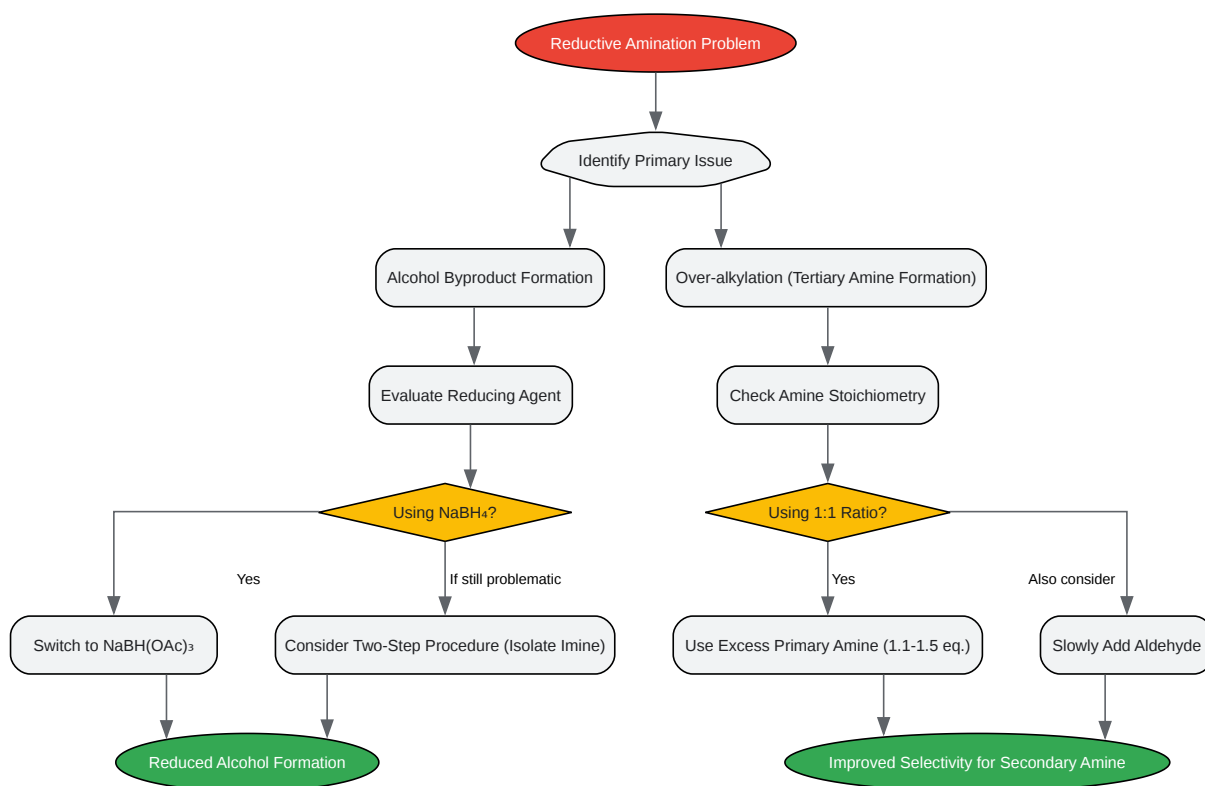 Reductive Amination Problem
Identify Primary Issue
Alcohol Byproduct Formation
Over-alkylation (Tertiary Amine Formation)
Evaluate Reducing Agent
Check Amine Stoichiometry
Using NaBH₄?
Using 1:1 Ratio?
Yes
If still problematic
Yes
Also consider
Switch to NaBH(OAc)₃
Consider Two-Step Procedure (Isolate Imine)
Use Excess Primary Amine (1.1-1.5 eq.)
Slowly Add Aldehyde
Reduced Alcohol Formation
Improved Selectivity for Secondary Amine